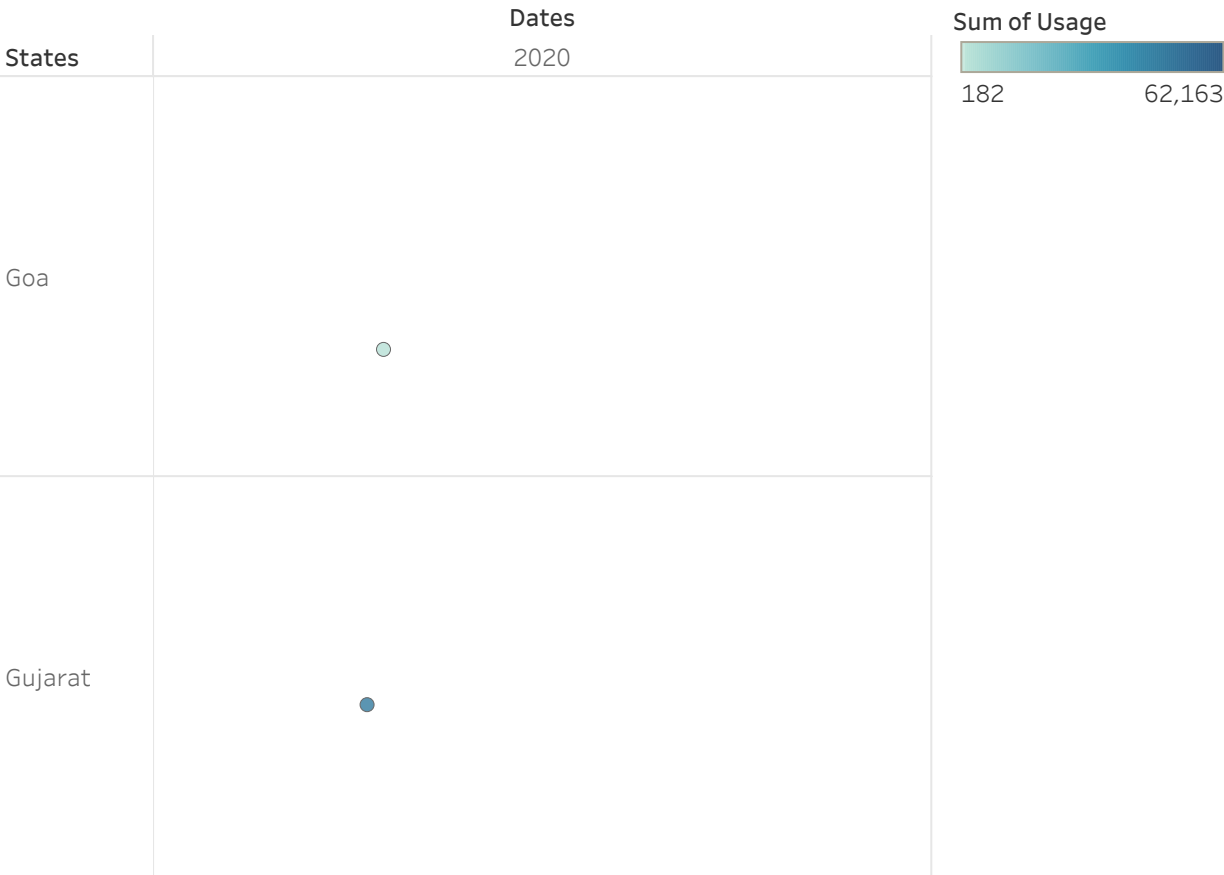 Dates
States
2020
Goa
Gujarat
Sum of Usage
182
62,163